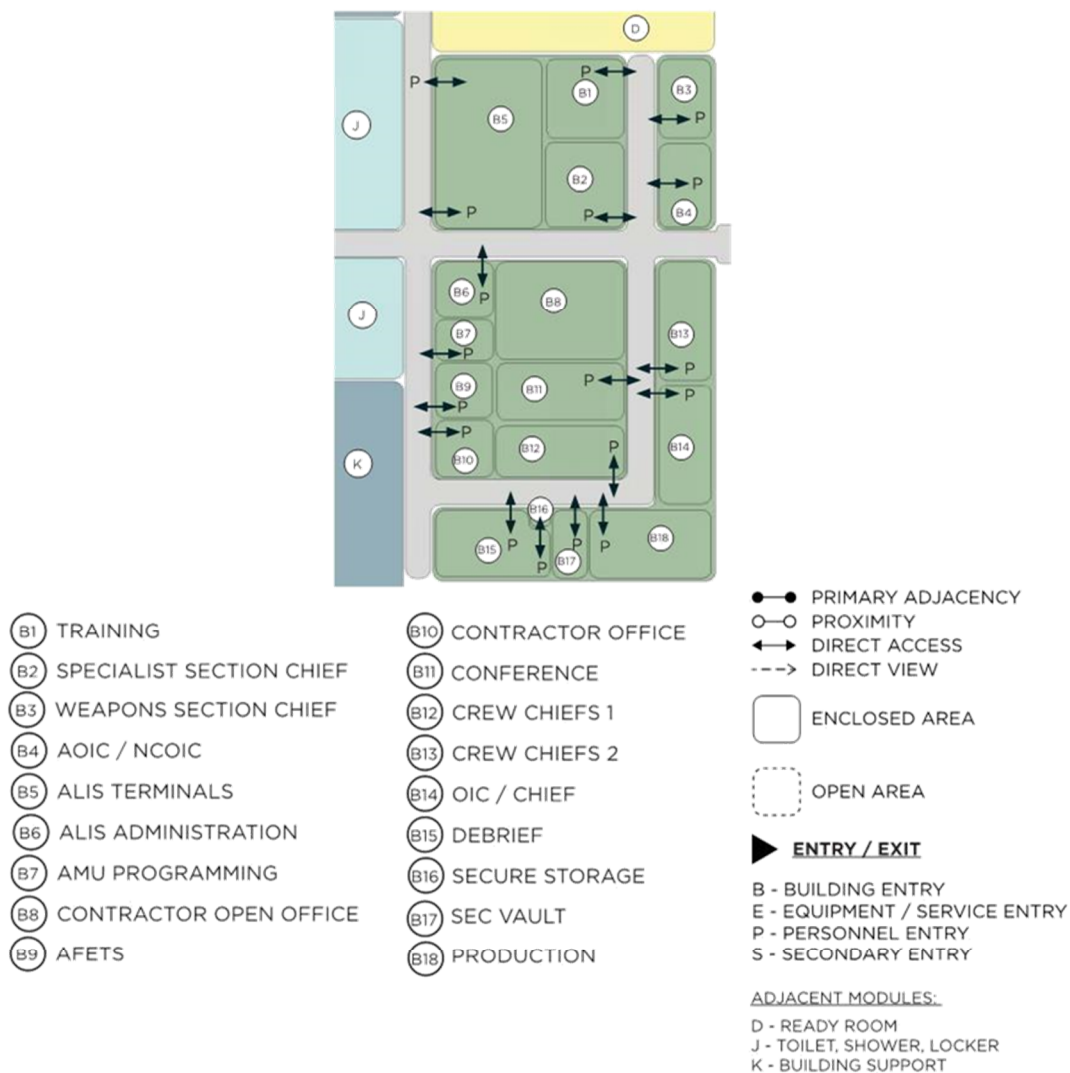 D
P
P
B1
B3
P
B5
J
B2
P
P
P
B4
B6
P
B8
J
B7
P
B13
P
B9
B11
P
P
P
P
B10
B12
P
B14
K
B16
B15
P
P
P
B17
P
B18
B1 TRAINING
B2 SPECIALIST SECTION CHIEF
B3 WEAPONS SECTION CHIEF
B4 AOIC / NCOIC
B5 ALIS TERMINALS
B6 ALIS ADMINISTRATION
B7 AMU PROGRAMMING
B8 CONTRACTOR OPEN OFFICE
B9 AFETS
B10 CONTRACTOR OFFICE
B11 CONFERENCE
B12 CREW CHIEFS 1
B13 CREW CHIEFS 2
B14 OIC / CHIEF
B15 DEBRIEF
B16 SECURE STORAGE
B17 SEC VAULT
B18 PRODUCTION
PRIMARY ADJACENCY
PROXIMITY
DIRECT ACCESS
DIRECT VIEW
ENCLOSED AREA
OPEN AREA
ENTRY / EXIT
B - BUILDING ENTRY
E - EQUIPMENT / SERVICE ENTRY
P - PERSONNEL ENTRY
S - SECONDARY ENTRY
ADJACENT MODULES:
D - READY ROOM
J - TOILET, SHOWER, LOCKER
K - BUILDING SUPPORT